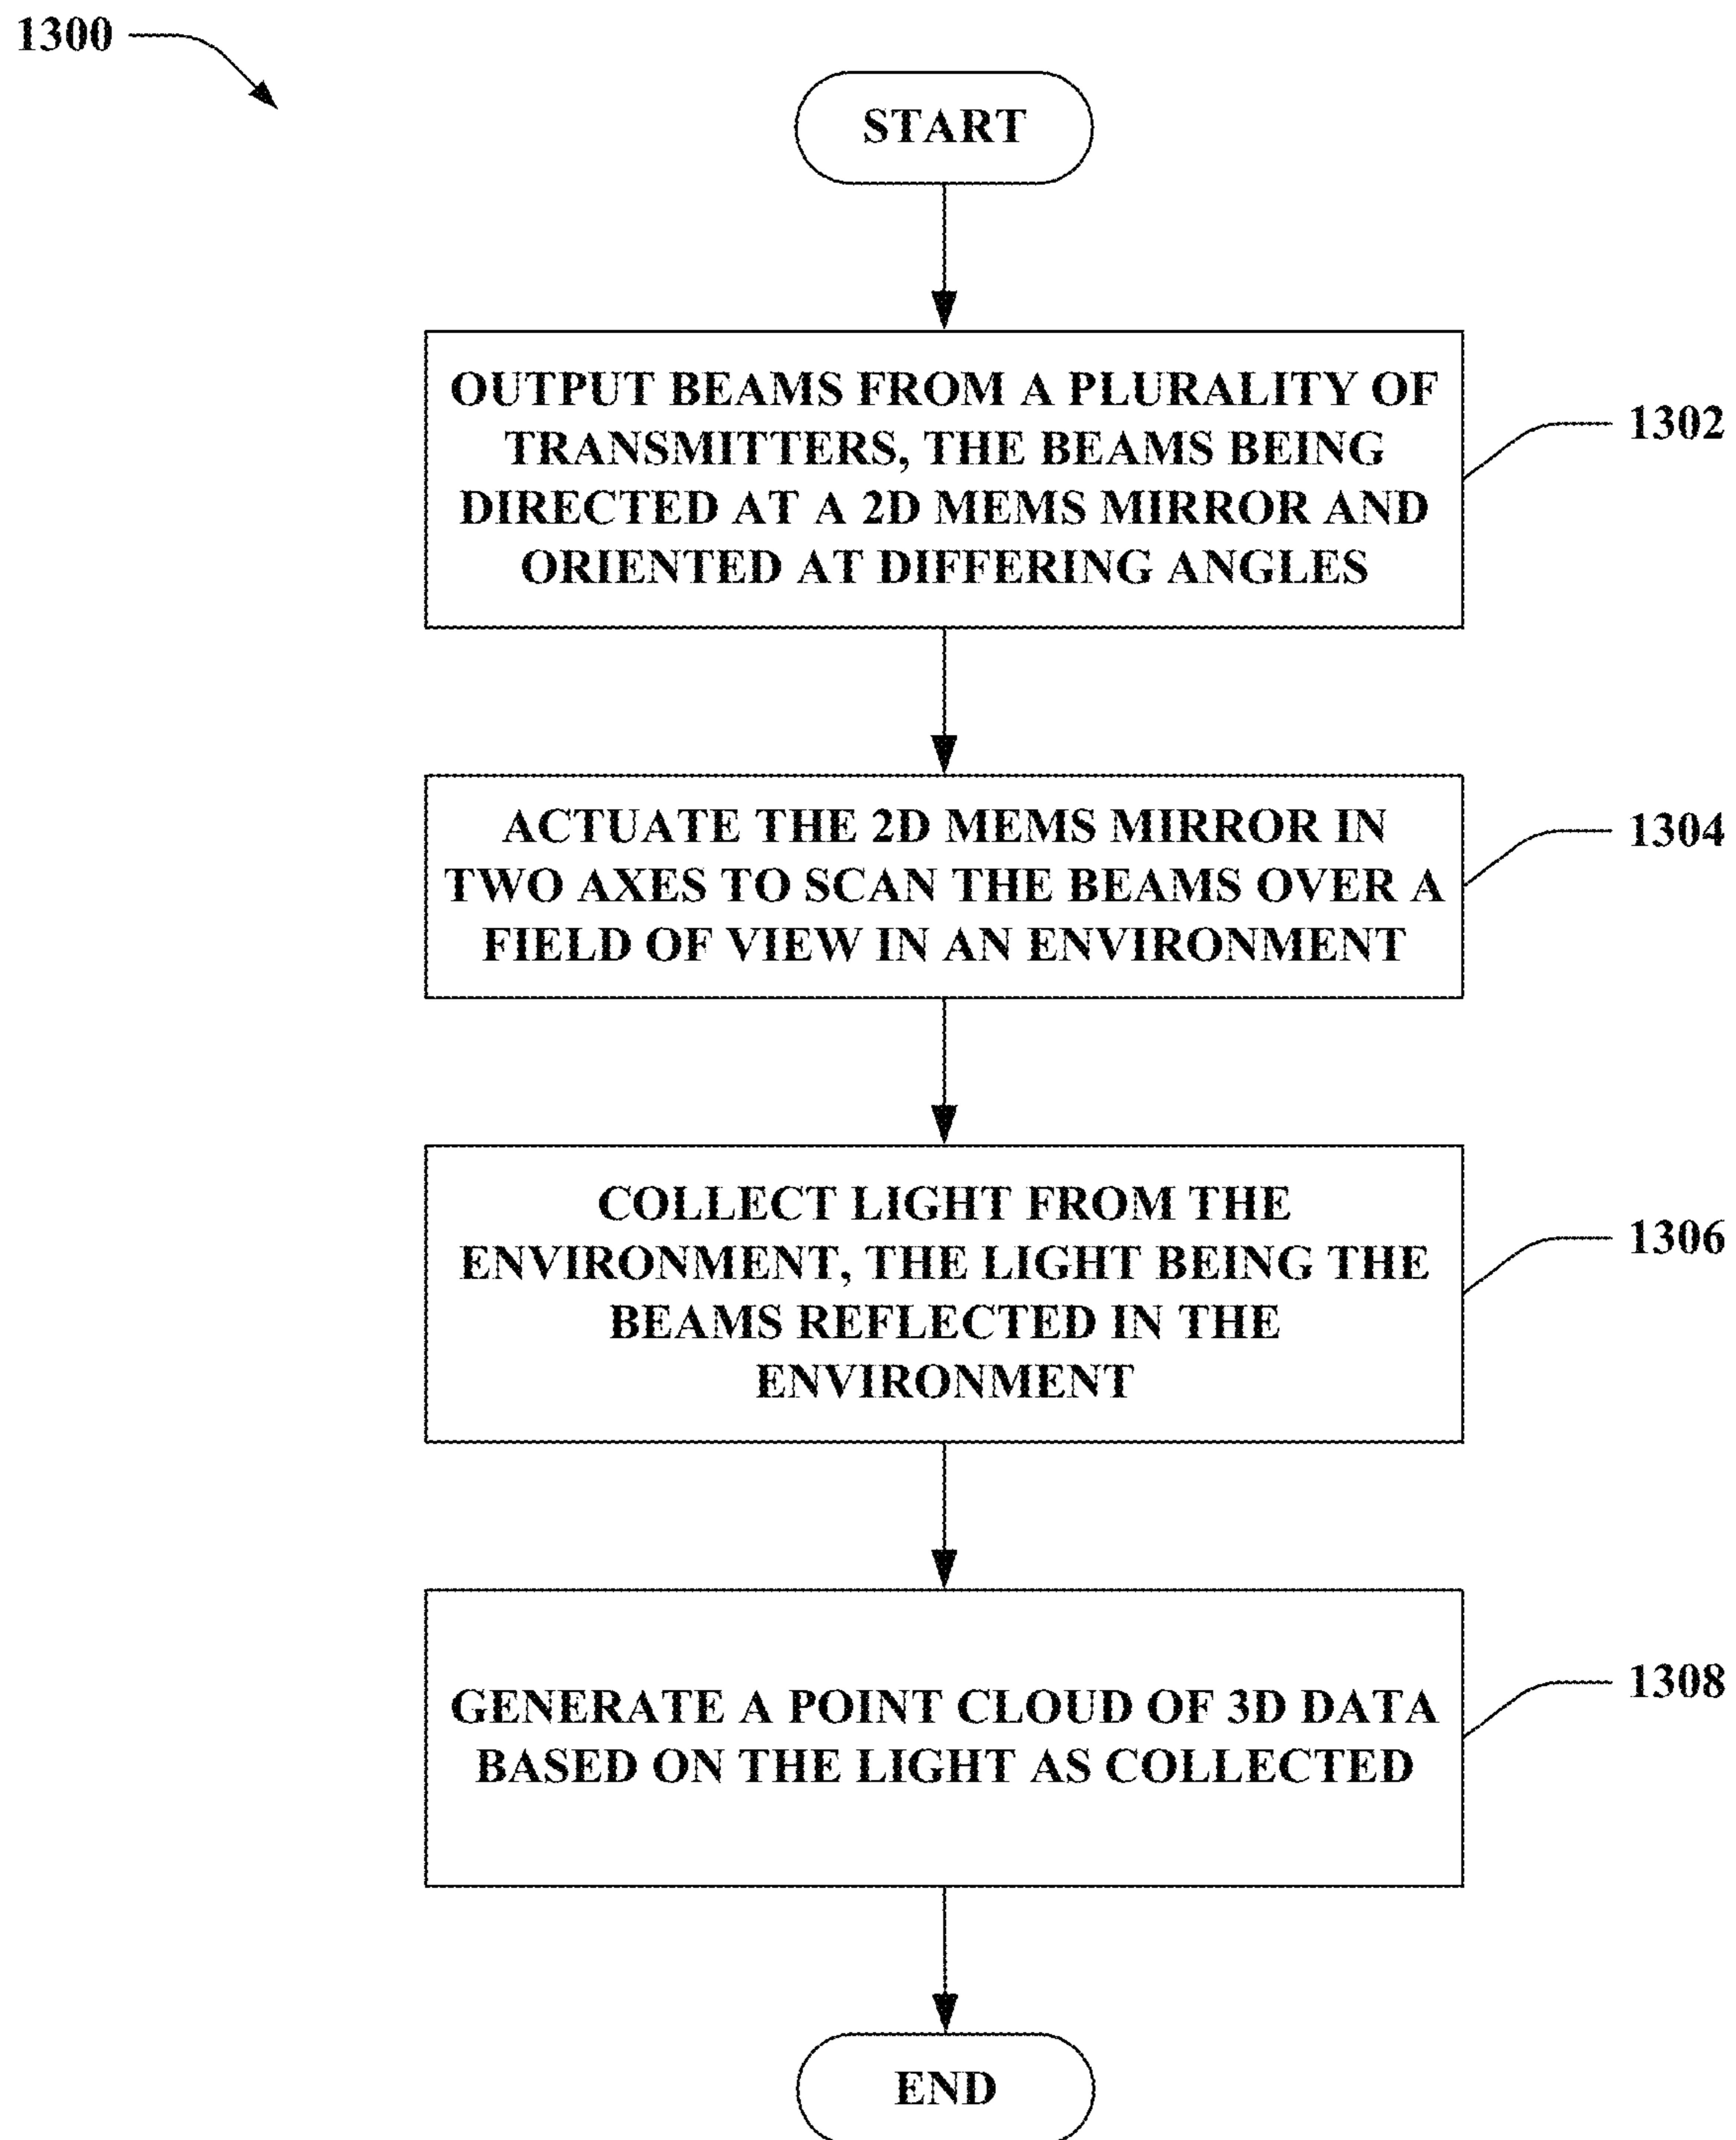 1300
START
OUTPUT BEAMS FROM A PLURALITY OF
TRANSMITTERS, THE BEAMS BEING
DIRECTED AT A 2D MEMS MIRROR AND
ORIENTED AT DIFFERING ANGLES
1302
ACTUATE THE 2D MEMS MIRROR IN
TWO AXES TO SCAN THE BEAMS OVER A
FIELD OF VIEW IN AN ENVIRONMENT
1304
COLLECT LIGHT FROM THE
ENVIRONMENT, THE LIGHT BEING THE
BEAMS REFLECTED IN THE
ENVIRONMENT
1306
GENERATE A POINT CLOUD OF 3D DATA
BASED ON THE LIGHT AS COLLECTED
1308
END